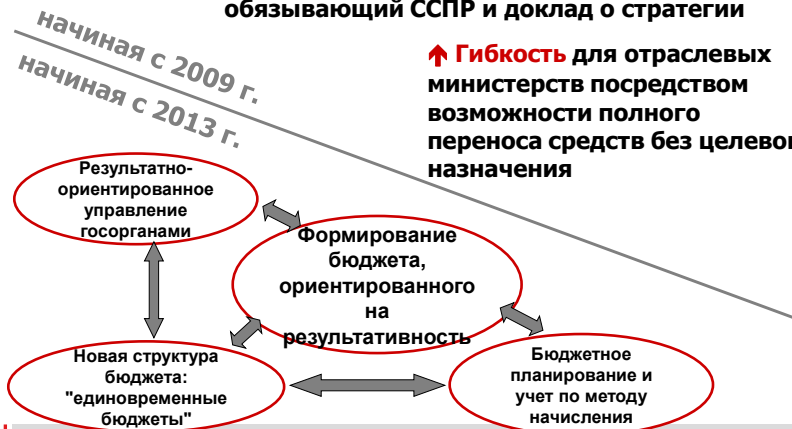 обязывающий ССПР и доклад о стратегии
начиная с 2009 г.
начиная с 2013 г.
Гибкость для отраслевых
министерств посредством
возможности полного
переноса средств без целевого
назначения
Результатно-
ориентированное
управление
госорганами
Формирование
бюджета,
ориентированного
на
результативность
Новая структура
бюджета:
"единовременные
бюджеты"
Бюджетное
планирование и
учет по методу
начисления